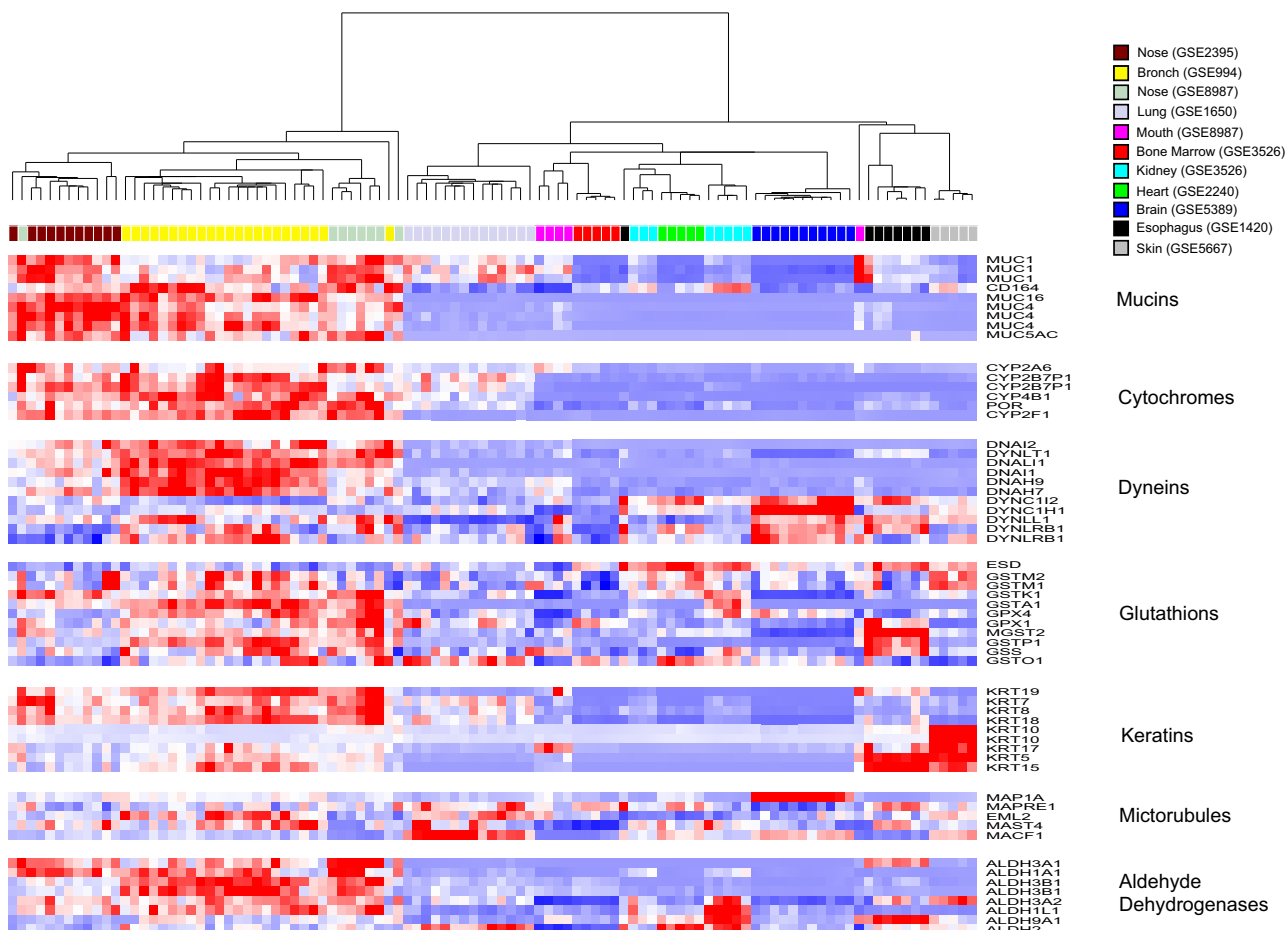 Nose (GSE2395)
Bronch (GSE994)
Nose (GSE8987)
Lung (GSE1650)
Mouth (GSE8987)
Bone Marrow (GSE3526)
Kidney (GSE3526)
Heart (GSE2240)
Brain (GSE5389)
Esophagus (GSE1420)
Skin (GSE5667)
MUC1
MUC1
MUC1
CD164
MUC16
MUC4
MUC4
MUC4
MUC5AC
Mucins
CYP2A6
CYP2B7P1
CYP2B7P1
CYP4B1
POR
CYP2F1
Cytochromes
DNAI2
DYNLT1
DNALI1
DNAI1
DNAH9
DNAH7
DYNC1I2
DYNC1H1
DYNLL1
DYNLRB1
DYNLRB1
Dyneins
ESD
GSTM2
GSTM1
GSTK1
GSTA1
GPX4
GPX1
MGST2
GSTP1
GSS
GSTO1
Glutathions
KRT19
KRT7
KRT8
KRT18
KRT10
KRT10
KRT17
KRT5
KRT15
Keratins
MAP1A
MAPRE1
EML2
MAST4
MACF1
Mictorubules
ALDH3A1
ALDH1A1
ALDH3B1
ALDH3B1
ALDH3A2
ALDH1L1
ALDH9A1
ALDH2
Aldehyde
Dehydrogenases